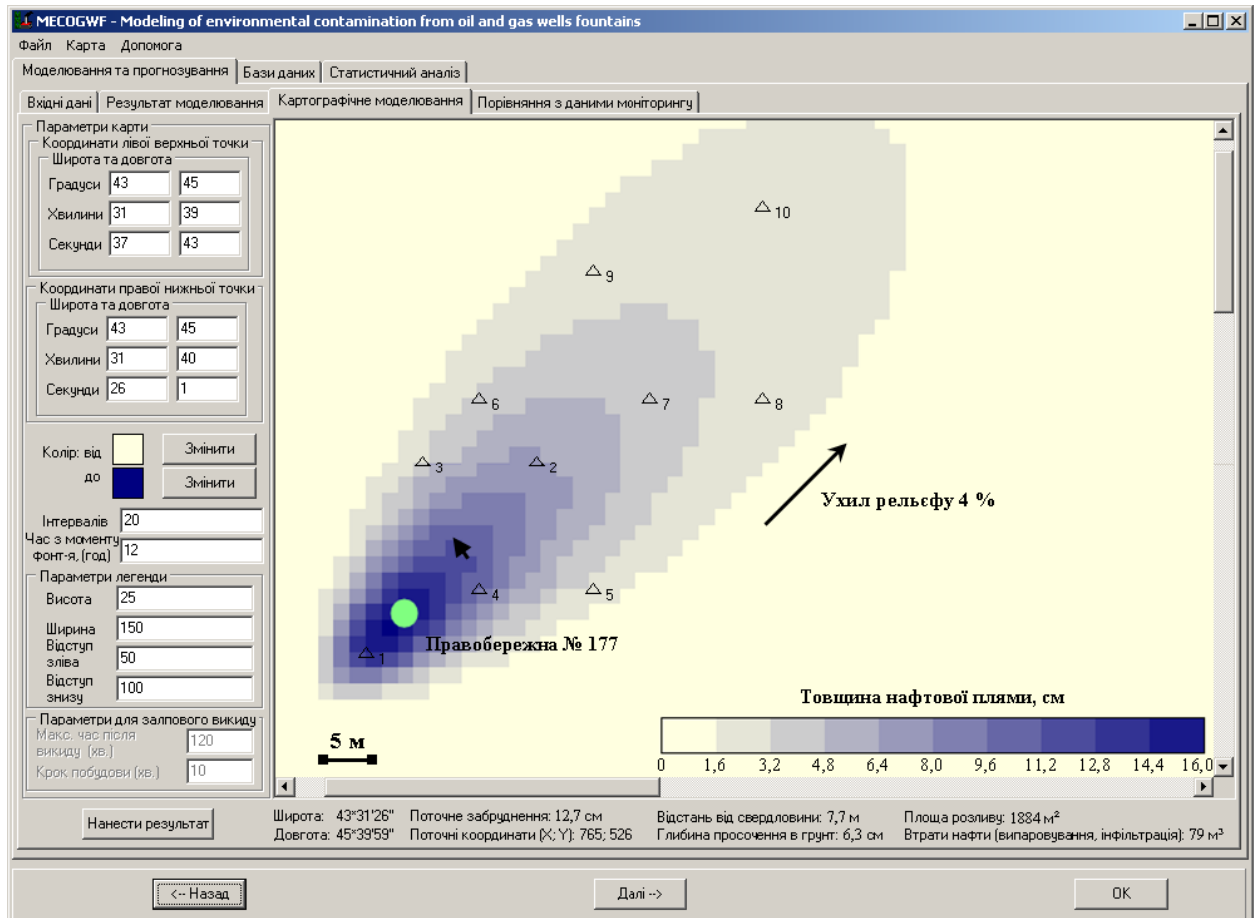 MECOGWF - Modeling of environmental contamination from oil and gas wells fountains
Файл Карта Допомога
Моделювання та прогнозування Бази даних Статистичний аналіз
Вхідні дані Результат моделювання Картографічне моделювання Порівняння з даними моніторингу
Параметри карти
Координати лівої верхньої точки
Широта та довгота
Градуси 43 45
Хвилини 31 39
Секунди 37 43
Координати правої нижньої точки
Широта та довгота
Градуси 43 45
Хвилини 31 40
Секунди 26 1
Колір: від Змінити
до Змінити
Інтервалів 20
Час з моменту
фонт-я, (год) 12
Параметри легенди
Висота 25
Ширина 150
Відступ
зліва 50
Відступ
знизу 100
Параметри для залпового викиду
Макс. час після
викиду (хв.) 120
Крок побудови (хв.) 10
Нанести результат
10
9
6
7
8
3
2
4
5
1
Ухил рельєфу 4 %
Правобережна № 177
5 м
Товщина нафтової плями, см
0 1,6 3,2 4,8 6,4 8,0 9,6 11,2 12,8 14,4 16,0
Широта: 43°31'26" Поточне забруднення: 12,7 см Відстань від свердловини: 7,7 м Площа розливу: 1884 м²
Довгота: 45°39'59" Поточні координати (X; Y): 765; 526 Глибина просочення в грунт: 6,3 см Втрати нафти (випаровування, інфільтрація): 79 м³
<-- Назад Далі --> OK